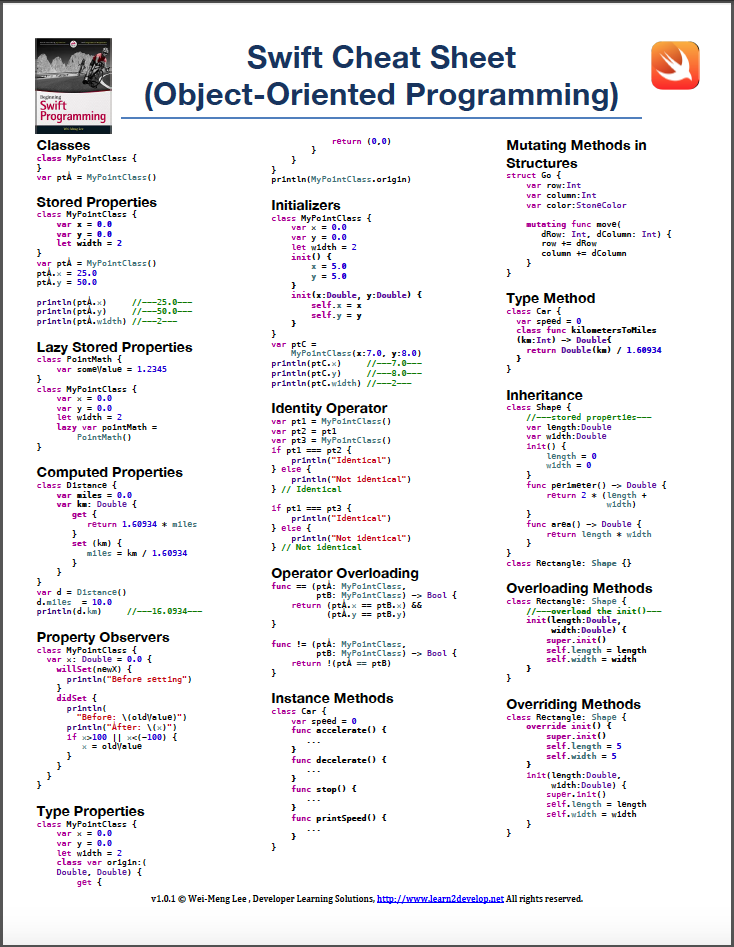 Swift Cheat Sheet
(Object-Oriented Programming)
Beginning
Swift
Programming
Wei-Meng Lee
Classes
class MyPointClass {
}
var ptA = MyPointClass()
Stored Properties
class MyPointClass {
var x = 0.0
var y = 0.0
let width = 2
}
var ptA = MyPointClass()
ptA.x = 25.0
ptA.y = 50.0
println(ptA.x) //---25.0---
println(ptA.y) //---50.0---
println(ptA.width) //---2---
Lazy Stored Properties
class PointMath {
var someValue = 1.2345
}
class MyPointClass {
var x = 0.0
var y = 0.0
let width = 2
lazy var pointMath =
PointMath()
}
Computed Properties
class Distance {
var miles = 0.0
var km: Double {
get {
return 1.60934 * miles
}
set (km) {
miles = km / 1.60934
}
}
}
var d = Distance()
d.miles = 10.0
println(d.km) //---16.0934---
Property Observers
class MyPointClass {
var x: Double = 0.0 {
willSet(newX) {
println("Before setting")
}
didSet {
println(
"Before: \(oldValue)")
println("After: \(x)")
if x>100 || x<(-100) {
x = oldValue
}
}
}
}
Type Properties
class MyPointClass {
var x = 0.0
var y = 0.0
let width = 2
class var origin:(
Double, Double) {
get {
return (0,0)
}
}
}
println(MyPointClass.origin)
Initializers
class MyPointClass {
var x = 0.0
var y = 0.0
let width = 2
init() {
x = 5.0
y = 5.0
}
init(x:Double, y:Double) {
self.x = x
self.y = y
}
}
var ptC =
MyPointClass(x:7.0, y:8.0)
println(ptC.x) //---7.0---
println(ptC.y) //---8.0---
println(ptC.width) //---2---
Identity Operator
var pt1 = MyPointClass()
var pt2 = pt1
var pt3 = MyPointClass()
if pt1 === pt2 {
println("Identical")
} else {
println("Not identical")
} // Identical
if pt1 === pt3 {
println("Identical")
} else {
println("Not identical")
} // Not identical
Operator Overloading
func == (ptA: MyPointClass,
ptB: MyPointClass) -> Bool {
return (ptA.x == ptB.x) &&
(ptA.y == ptB.y)
}
func != (ptA: MyPointClass,
ptB: MyPointClass) -> Bool {
return !(ptA == ptB)
}
Instance Methods
class Car {
var speed = 0
func accelerate() {
...
}
func decelerate() {
...
}
func stop() {
...
}
func printSpeed() {
...
}
}
Mutating Methods in
Structures
struct Go {
var row:Int
var column:Int
var color:StoneColor
mutating func move(
dRow: Int, dColumn: Int) {
row += dRow
column += dColumn
}
}
Type Method
class Car {
var speed = 0
class func kilometersToMiles
(km:Int) -> Double{
return Double(km) / 1.60934
}
}
Inheritance
class Shape {
//---stored properties---
var length:Double
var width:Double
init() {
length = 0
width = 0
}
func perimeter() -> Double {
return 2 * (length +
width)
}
func area() -> Double {
return length * width
}
}
class Rectangle: Shape {}
Overloading Methods
class Rectangle: Shape {
//---overload the init()---
init(length:Double,
width:Double) {
super.init()
self.length = length
self.width = width
}
}
Overriding Methods
class Rectangle: Shape {
override init() {
super.init()
self.length = 5
self.width = 5
}
init(length:Double,
width:Double) {
super.init()
self.length = length
self.width = width
}
}
v1.0.1 © Wei-Meng Lee , Developer Learning Solutions, http://www.learn2develop.net All rights reserved.